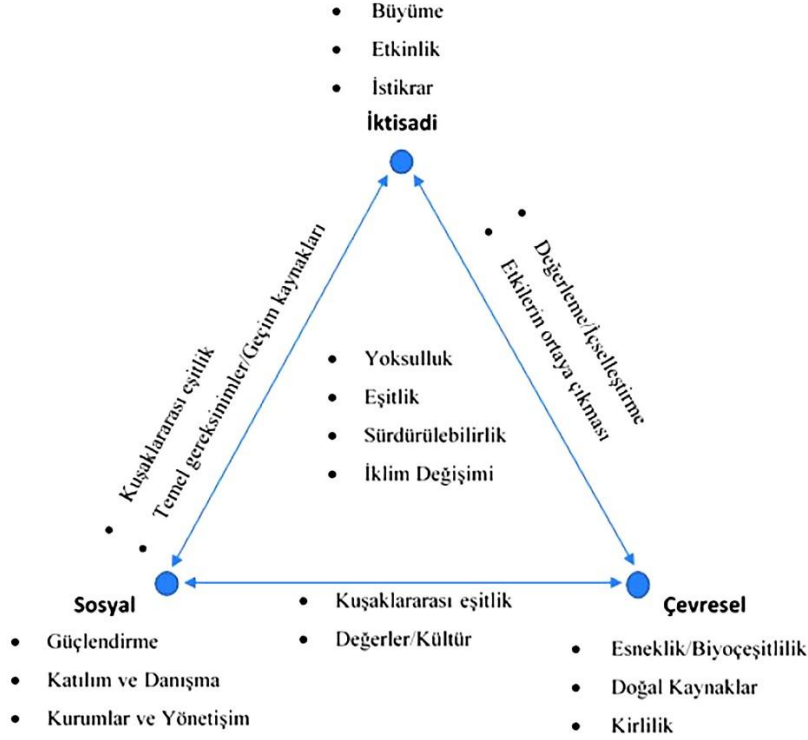 Büyüme
Etkinlik
İstikrar
İktisadi
Kuşaklararası eşitlik
Temel gereksinimler/Geçim kaynakları
Değerleme/İçselleştirme
Etkilerin ortaya çıkması
Yoksulluk
Eşitlik
Sürdürülebilirlik
İklim Değişimi
Sosyal
Güçlendirme
Katılım ve Danışma
Kurumlar ve Yönetişim
Kuşaklararası eşitlik
Değerler/Kültür
Çevresel
Esneklik/Biyoçeşitlilik
Doğal Kaynaklar
Kirlilik